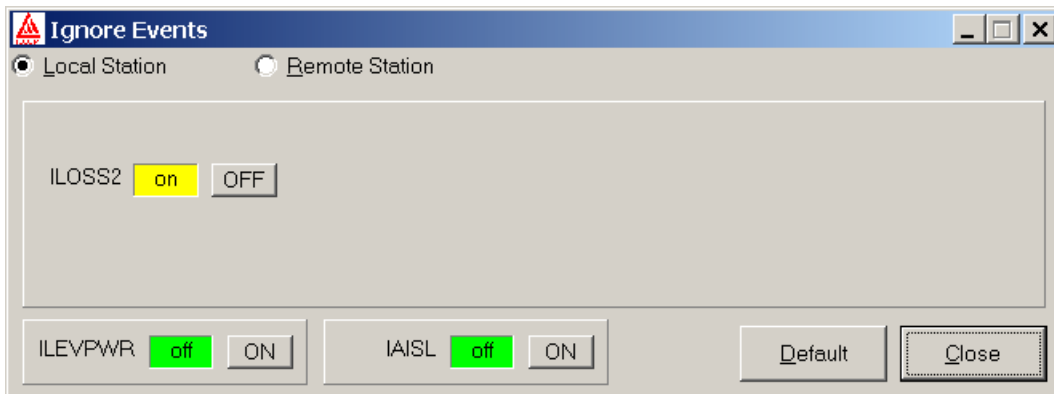 Ignore Events
Local Station Remote Station
ILOSS2 on OFF
ILEVPWR off ON IAISL off ON Default Close